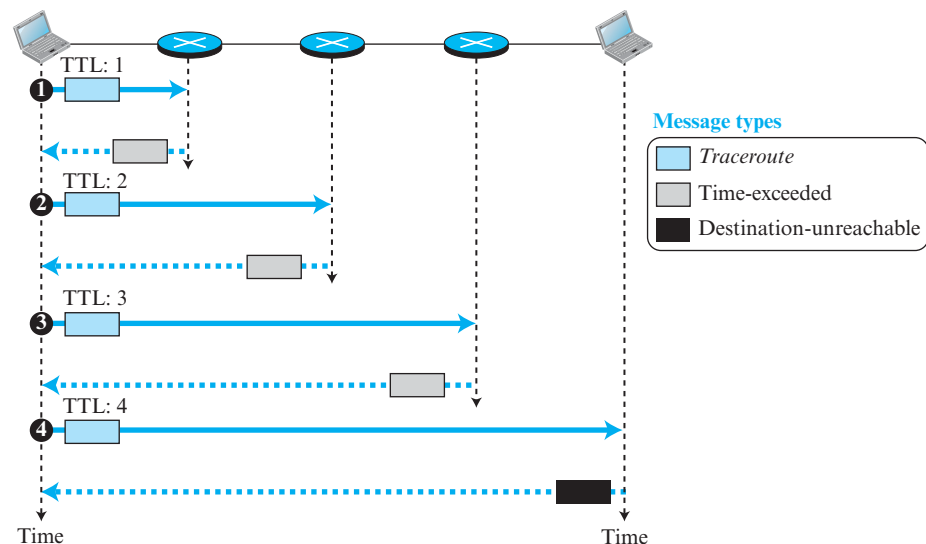 TTL: 1
1
Message types
Traceroute
Time-exceeded
Destination-unreachable
TTL: 2
2
TTL: 3
3
TTL: 4
4
Time
Time